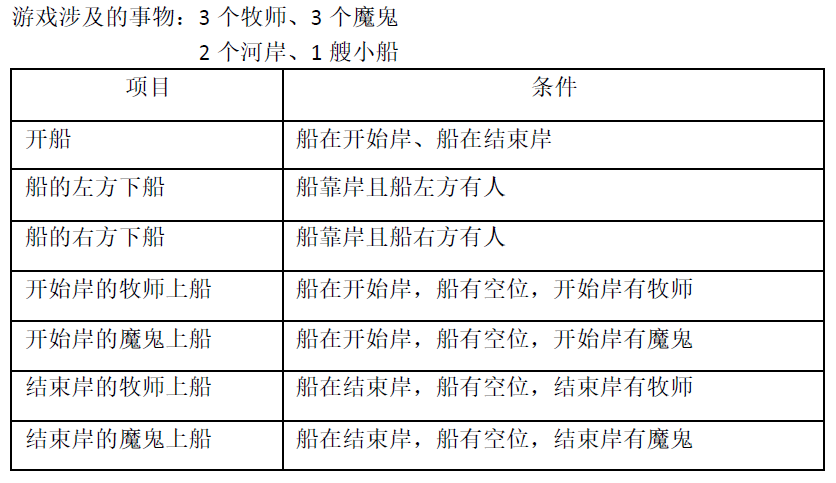 游戏涉及的事物：3 个牧师、3 个魔鬼
2 个河岸、1 艘小船
项目 条件
开船 船在开始岸、船在结束岸
船的左方下船 船靠岸且船左方有人
船的右方下船 船靠岸且船右方有人
开始岸的牧师上船 船在开始岸，船有空位，开始岸有牧师
开始岸的魔鬼上船 船在开始岸，船有空位，开始岸有魔鬼
结束岸的牧师上船 船在结束岸，船有空位，结束岸有牧师
结束岸的魔鬼上船 船在结束岸，船有空位，结束岸有魔鬼